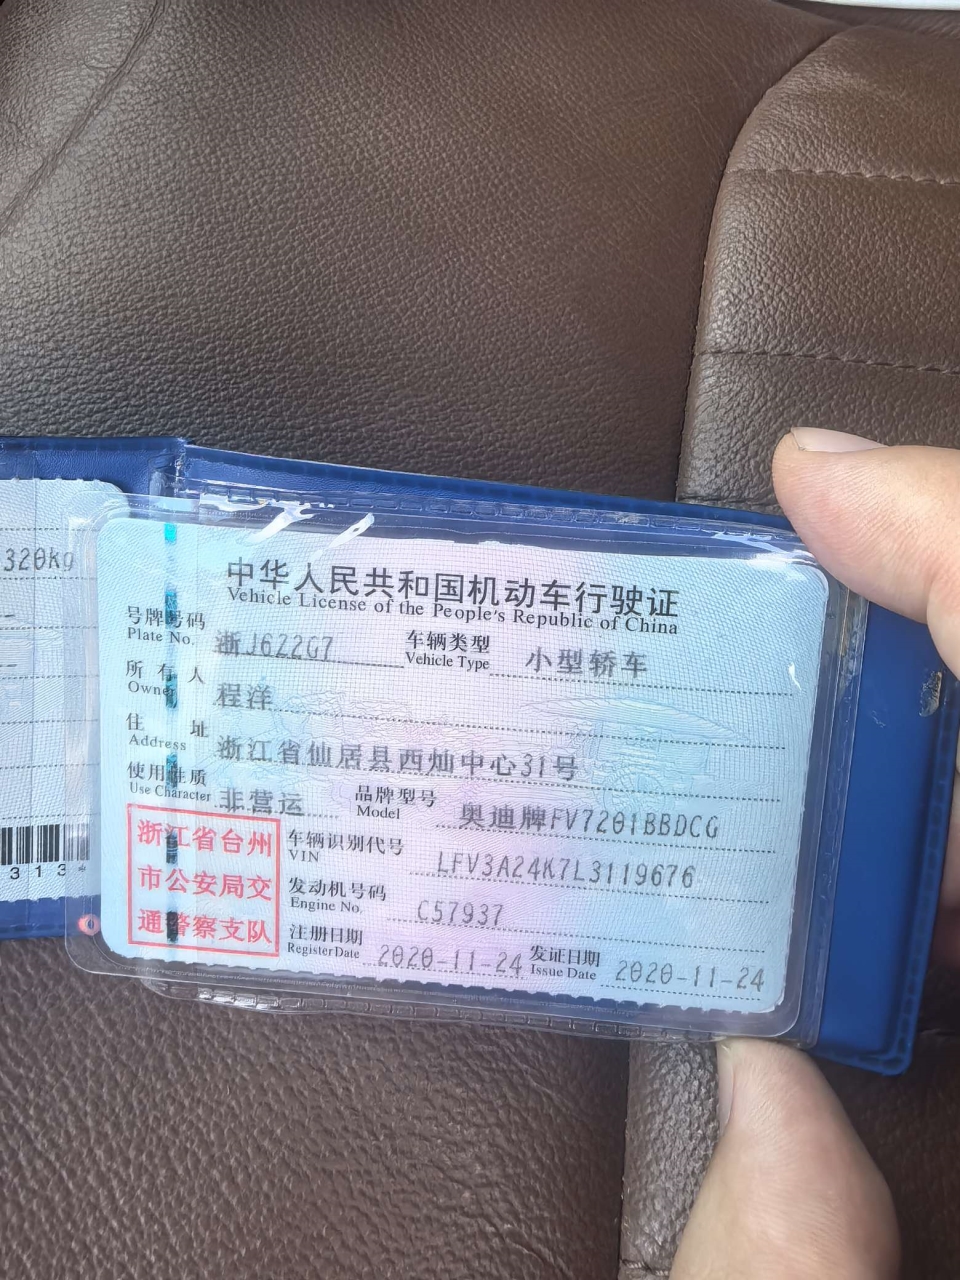 320kg
313
中华人民共和国机动车行驶证
Vehicle License of the People's Republic of China
号牌号码 浙J622G7 车辆类型 小型轿车
Plate No. Vehicle Type
所有人 程洋
Owner
住址 浙江省仙居县西灿中心31号
Address
使用性质 非营运 品牌型号 奥迪牌FV7201BBDCG
Use Character Model
浙江省台州
市公安局交
通警察支队
车辆识别代号 LFV3A24K7L3119676
VIN
发动机号码 C57937
Engine No.
注册日期 2020-11-24 发证日期 2020-11-24
Register Date Issue Date